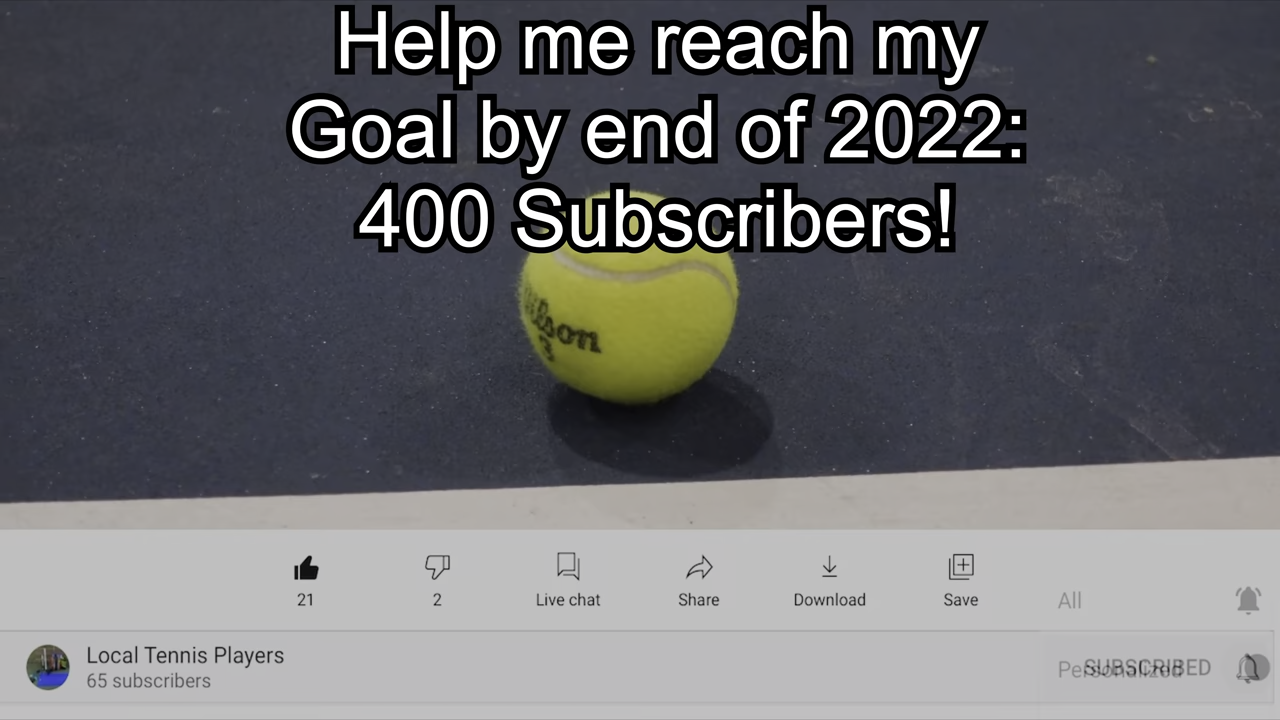 Help me reach my
Goal by end of 2022:
400 Subscribers!
Wilson
3
21
2
Live chat
Share
Download
Save
All
Local Tennis Players
65 subscribers
Personalized
SUBSCRIBED